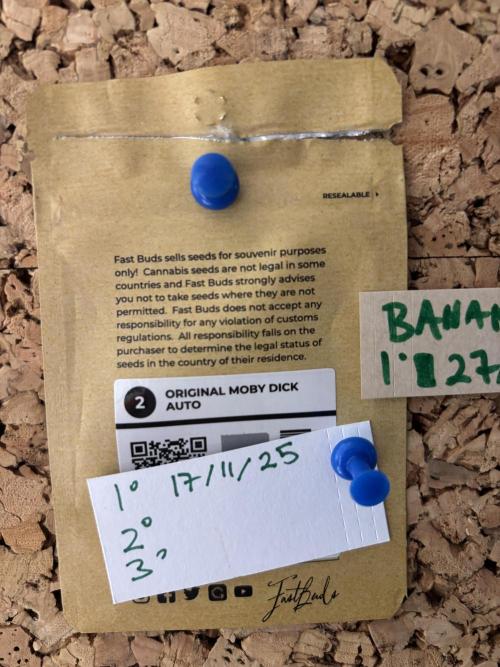 RESEALABLE
Fast Buds sells seeds for souvenir purposes
only! Cannabis seeds are not legal in some
countries and Fast Buds strongly advises
you not to take seeds where they are not
permitted. Fast Buds does not accept any
responsibility for any violation of customs
regulations. All responsibility falls on the
purchaser to determine the legal status of
seeds in the country of their residence.
2 ORIGINAL MOBY DICK
AUTO
1° 17/11/25
2°
3°
FastBuds
BANA
1° 27